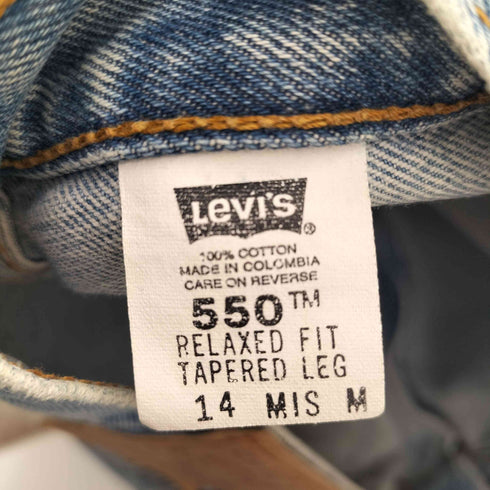 Levi's ®
100% COTTON
MADE IN COLOMBIA
CARE ON REVERSE
550™
RELAXED FIT
TAPERED LEG
14 MIS M